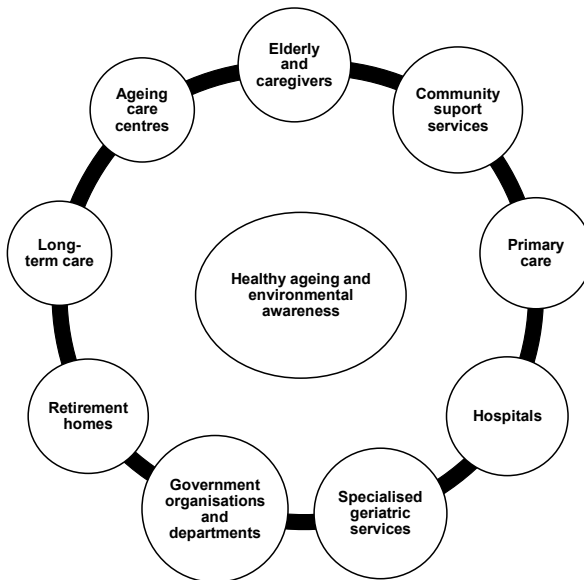 Elderly
and
caregivers
Community
suport
services
Primary
care
Hospitals
Specialised
geriatric
services
Government
organisations
and
departments
Retirement
homes
Long-
term care
Ageing
care
centres
Healthy ageing and
environmental
awareness